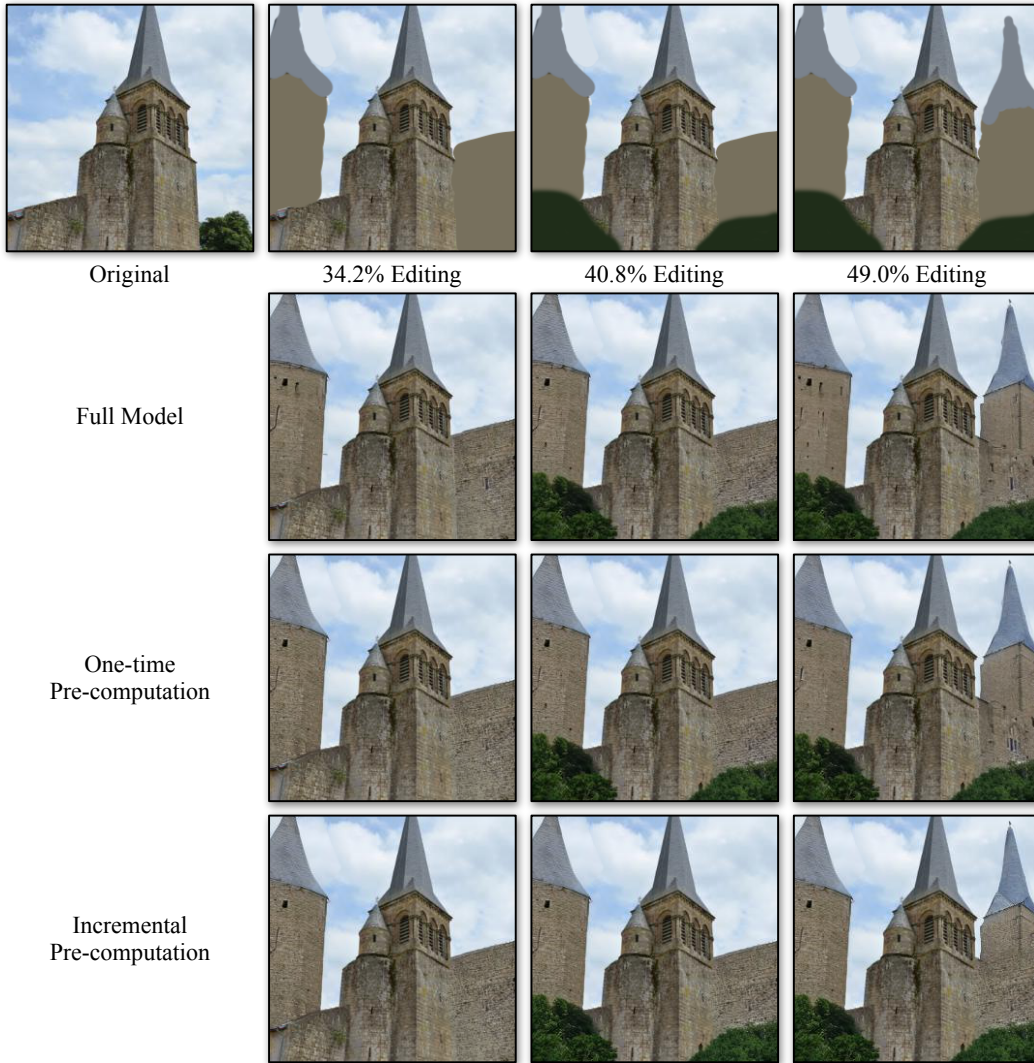 Original
34.2% Editing
40.8% Editing
49.0% Editing
Full Model
One-time
Pre-computation
Incremental
Pre-computation